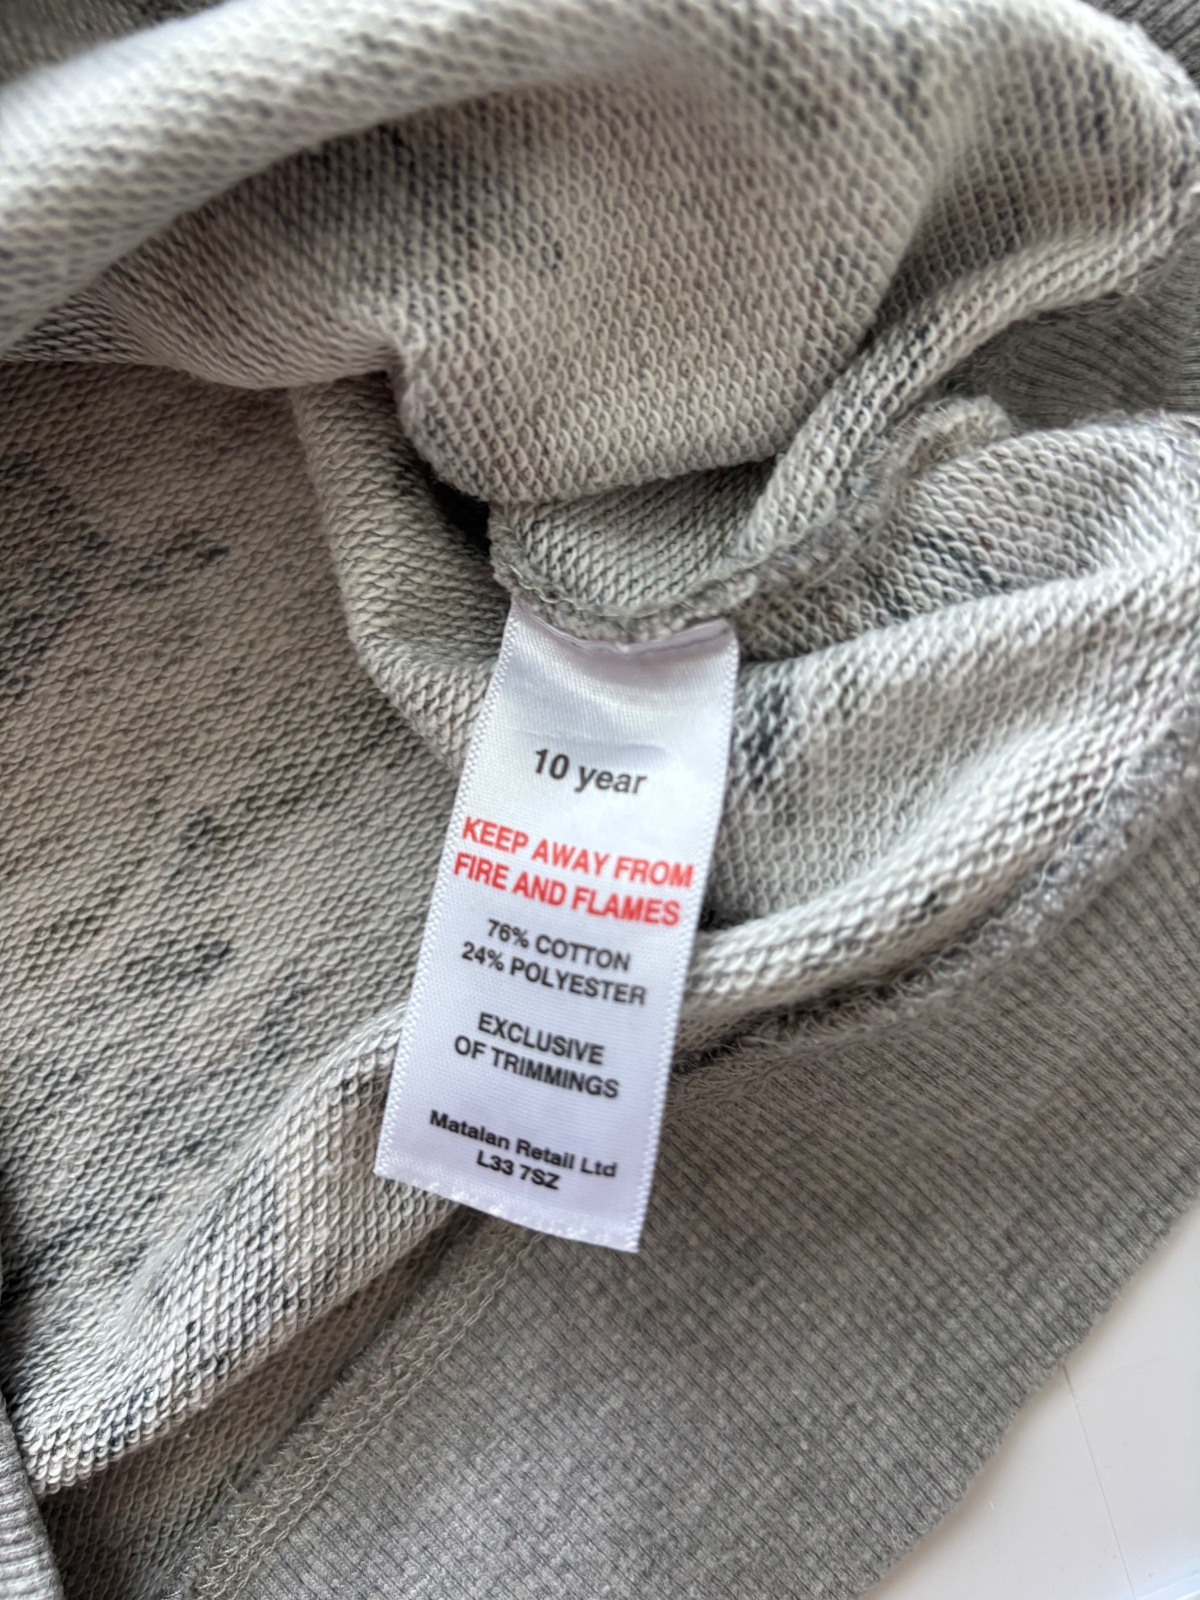 10 year
KEEP AWAY FROM
FIRE AND FLAMES
76% COTTON
24% POLYESTER
EXCLUSIVE
OF TRIMMINGS
Matalan Retail Ltd
L33 7SZ